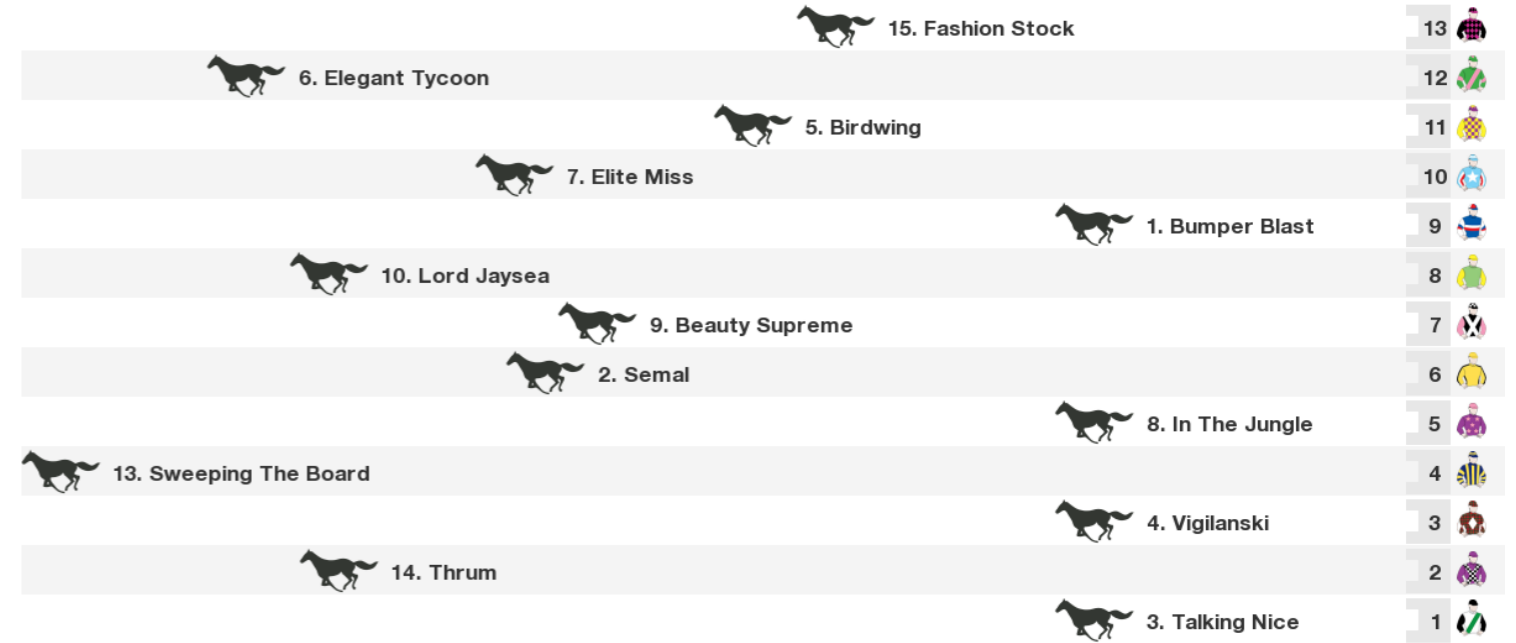 15. Fashion Stock 13
6. Elegant Tycoon 12
5. Birdwing 11
7. Elite Miss 10
1. Bumper Blast 9
10. Lord Jaysea 8
9. Beauty Supreme 7
2. Semal 6
8. In The Jungle 5
13. Sweeping The Board 4
4. Vigilanski 3
14. Thrum 2
3. Talking Nice 1